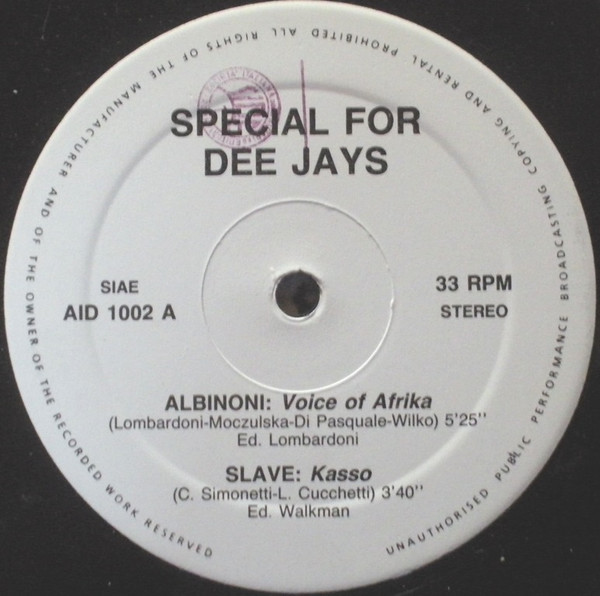 ALL RIGHTS OF THE MANUFACTURER AND OF THE OWNER OF THE RECORDED WORK RESERVED
UNAUTHORISED PUBLIC PERFORMANCE BROADCASTING COPYING AND RENTAL PROHIBITED
SPECIAL FOR
DEE JAYS
SIAE
AID 1002 A
33 RPM
STEREO
ALBINONI: Voice of Afrika
(Lombardoni-Moczulska-Di Pasquale-Wilko) 5'25''
Ed. Lombardoni
SLAVE: Kasso
(C. Simonetti-L. Cucchetti) 3'40''
Ed. Walkman